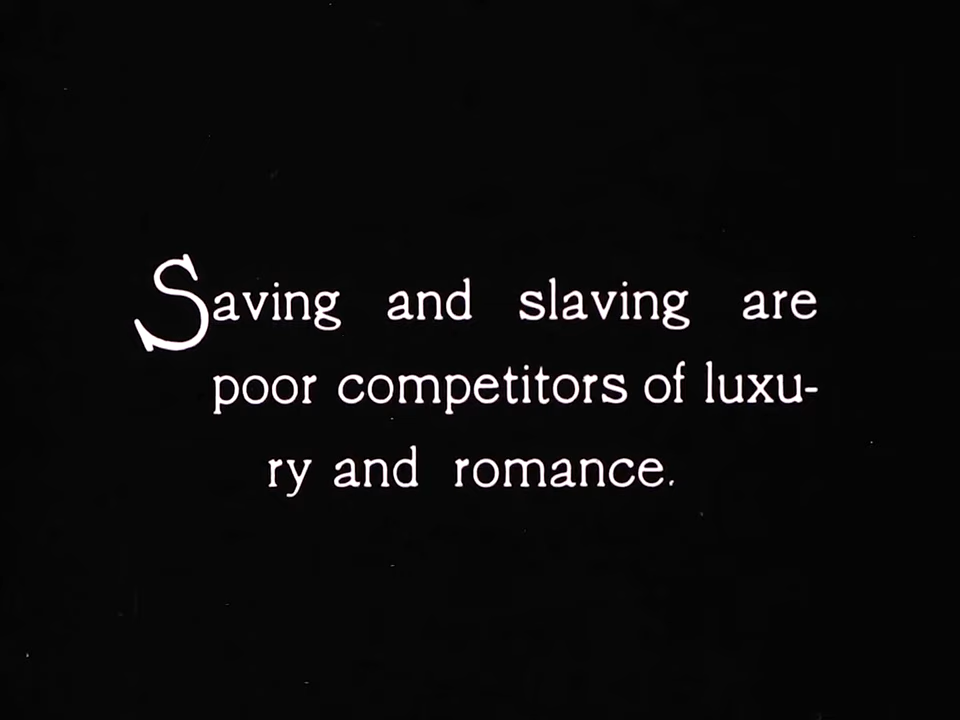 Saving and slaving are
poor competitors of luxu-
ry and romance.